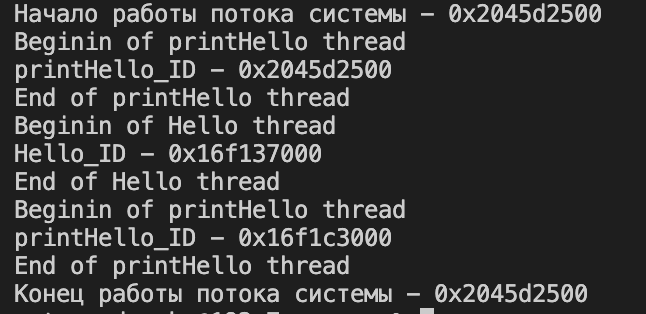 Начало работы потока системы – 0x2045d2500
Beginin of printHello thread
printHello_ID – 0x2045d2500
End of printHello thread
Beginin of Hello thread
Hello_ID – 0x16f137000
End of Hello thread
Beginin of printHello thread
printHello_ID – 0x16f1c3000
End of printHello thread
Конец работы потока системы – 0x2045d2500